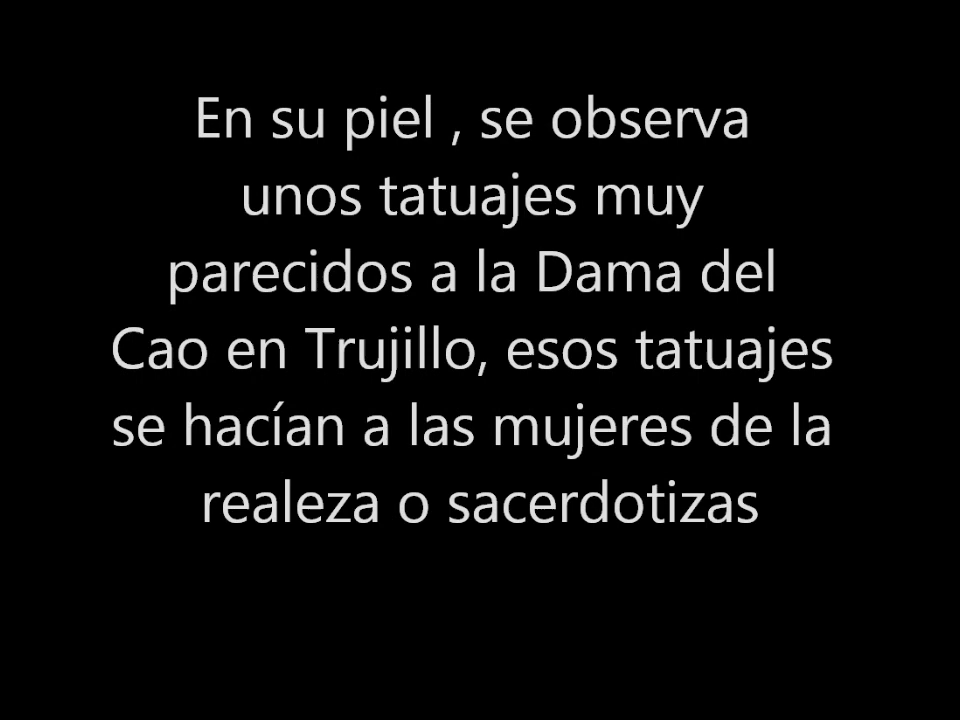 En su piel , se observa
unos tatuajes muy
parecidos a la Dama del
Cao en Trujillo, esos tatuajes
se hacían a las mujeres de la
realeza o sacerdotizas